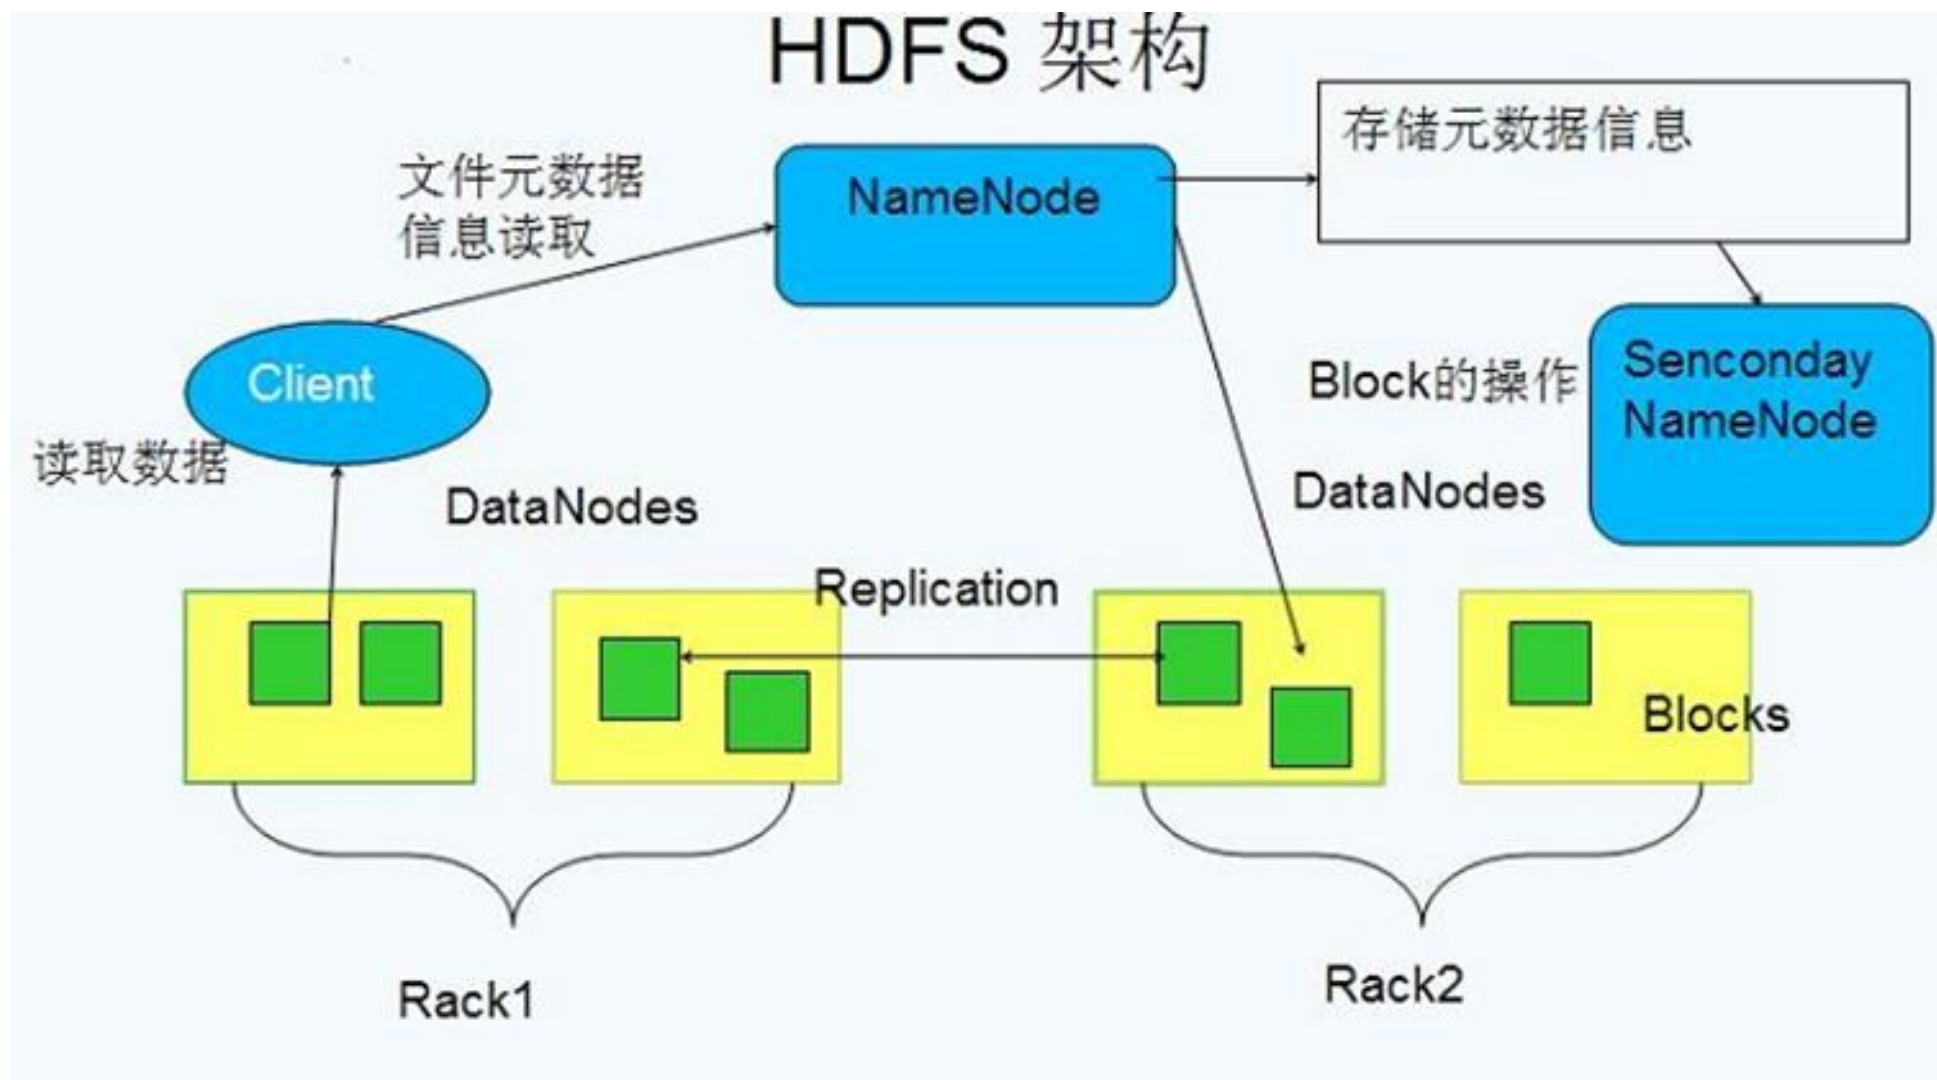 HDFS 架构
存储元数据信息
文件元数据
信息读取
NameNode
Client
Block的操作
Senconday
NameNode
读取数据
DataNodes
DataNodes
Replication
Blocks
Rack1
Rack2